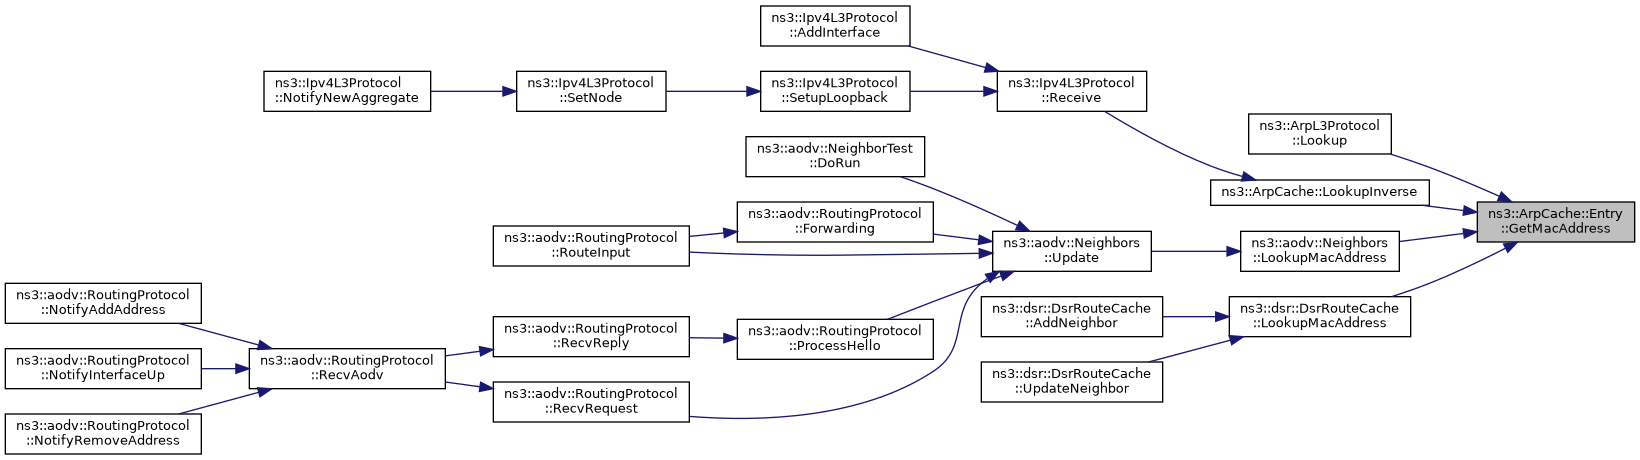 ns3::Ipv4L3Protocol
::AddInterface
ns3::Ipv4L3Protocol
::NotifyNewAggregate
ns3::Ipv4L3Protocol
::SetNode
ns3::Ipv4L3Protocol
::SetupLoopback
ns3::Ipv4L3Protocol
::Receive
ns3::ArpL3Protocol
::Lookup
ns3::aodv::NeighborTest
::DoRun
ns3::ArpCache::LookupInverse
ns3::ArpCache::Entry
::GetMacAddress
ns3::aodv::RoutingProtocol
::Forwarding
ns3::aodv::RoutingProtocol
::RouteInput
ns3::aodv::Neighbors
::Update
ns3::aodv::Neighbors
::LookupMacAddress
ns3::aodv::RoutingProtocol
::NotifyAddAddress
ns3::dsr::DsrRouteCache
::AddNeighbor
ns3::dsr::DsrRouteCache
::LookupMacAddress
ns3::aodv::RoutingProtocol
::RecvReply
ns3::aodv::RoutingProtocol
::ProcessHello
ns3::aodv::RoutingProtocol
::NotifyInterfaceUp
ns3::aodv::RoutingProtocol
::RecvAodv
ns3::dsr::DsrRouteCache
::UpdateNeighbor
ns3::aodv::RoutingProtocol
::RecvRequest
ns3::aodv::RoutingProtocol
::NotifyRemoveAddress